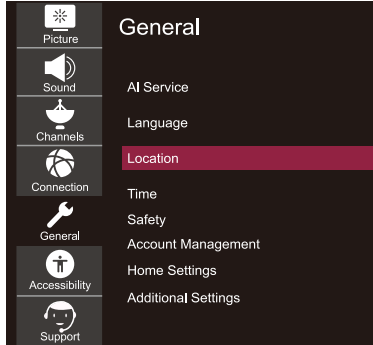 Picture
Sound
Channels
Connection
General
Accessibility
Support
General
AI Service
Language
Location
Time
Safety
Account Management
Home Settings
Additional Settings